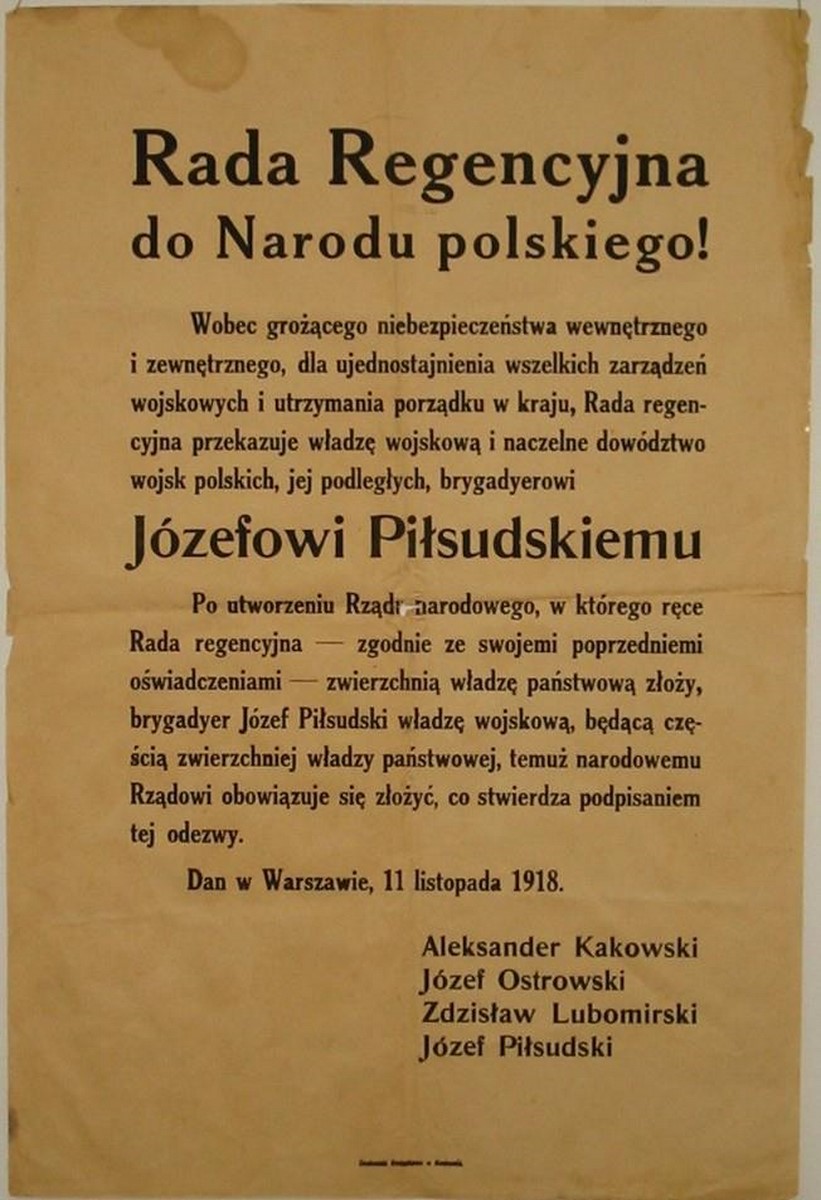 Rada Regencyjna
do Narodu polskiego!
Wobec grożącego niebezpieczeństwa wewnętrznego
i zewnętrznego, dla ujednostajnienia wszelkich zarządzeń
wojskowych i utrzymania porządku w kraju, Rada regen-
cyjna przekazuje władzę wojskową i naczelne dowództwo
wojsk polskich, jej podległych, brygadyerowi
Józefowi Piłsudskiemu
Po utworzeniu Rządu narodowego, w którego ręce
Rada regencyjna — zgodnie ze swojemi poprzedniemi
oświadczeniami — zwierzchnią władzę państwową złoży,
brygadyer Józef Piłsudski władzę wojskową, będącą czę-
ścią zwierzchniej władzy państwowej, temuż narodowemu
Rządowi obowiązuje się złożyć, co stwierdza podpisaniem
tej odezwy.
Dan w Warszawie, 11 listopada 1918.
Aleksander Kakowski
Józef Ostrowski
Zdzisław Lubomirski
Józef Piłsudski